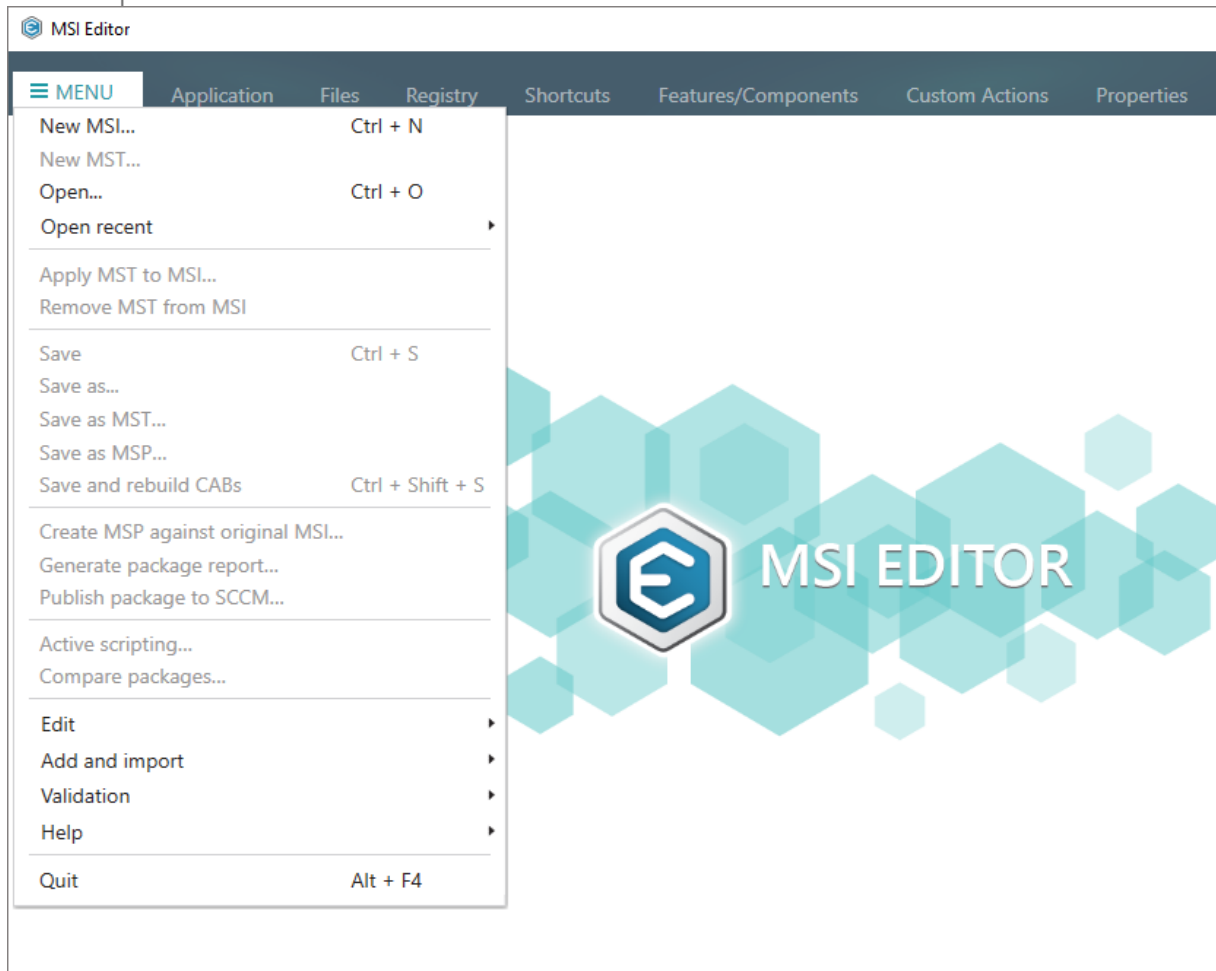 MSI Editor
MENU Application Files Registry Shortcuts Features/Components Custom Actions Properties
New MSI... Ctrl + N
New MST...
Open... Ctrl + O
Open recent
Apply MST to MSI...
Remove MST from MSI
Save Ctrl + S
Save as...
Save as MST...
Save as MSP...
Save and rebuild CABs Ctrl + Shift + S
Create MSP against original MSI...
Generate package report...
Publish package to SCCM...
Active scripting...
Compare packages...
Edit
Add and import
Validation
Help
Quit Alt + F4
MSI EDITOR